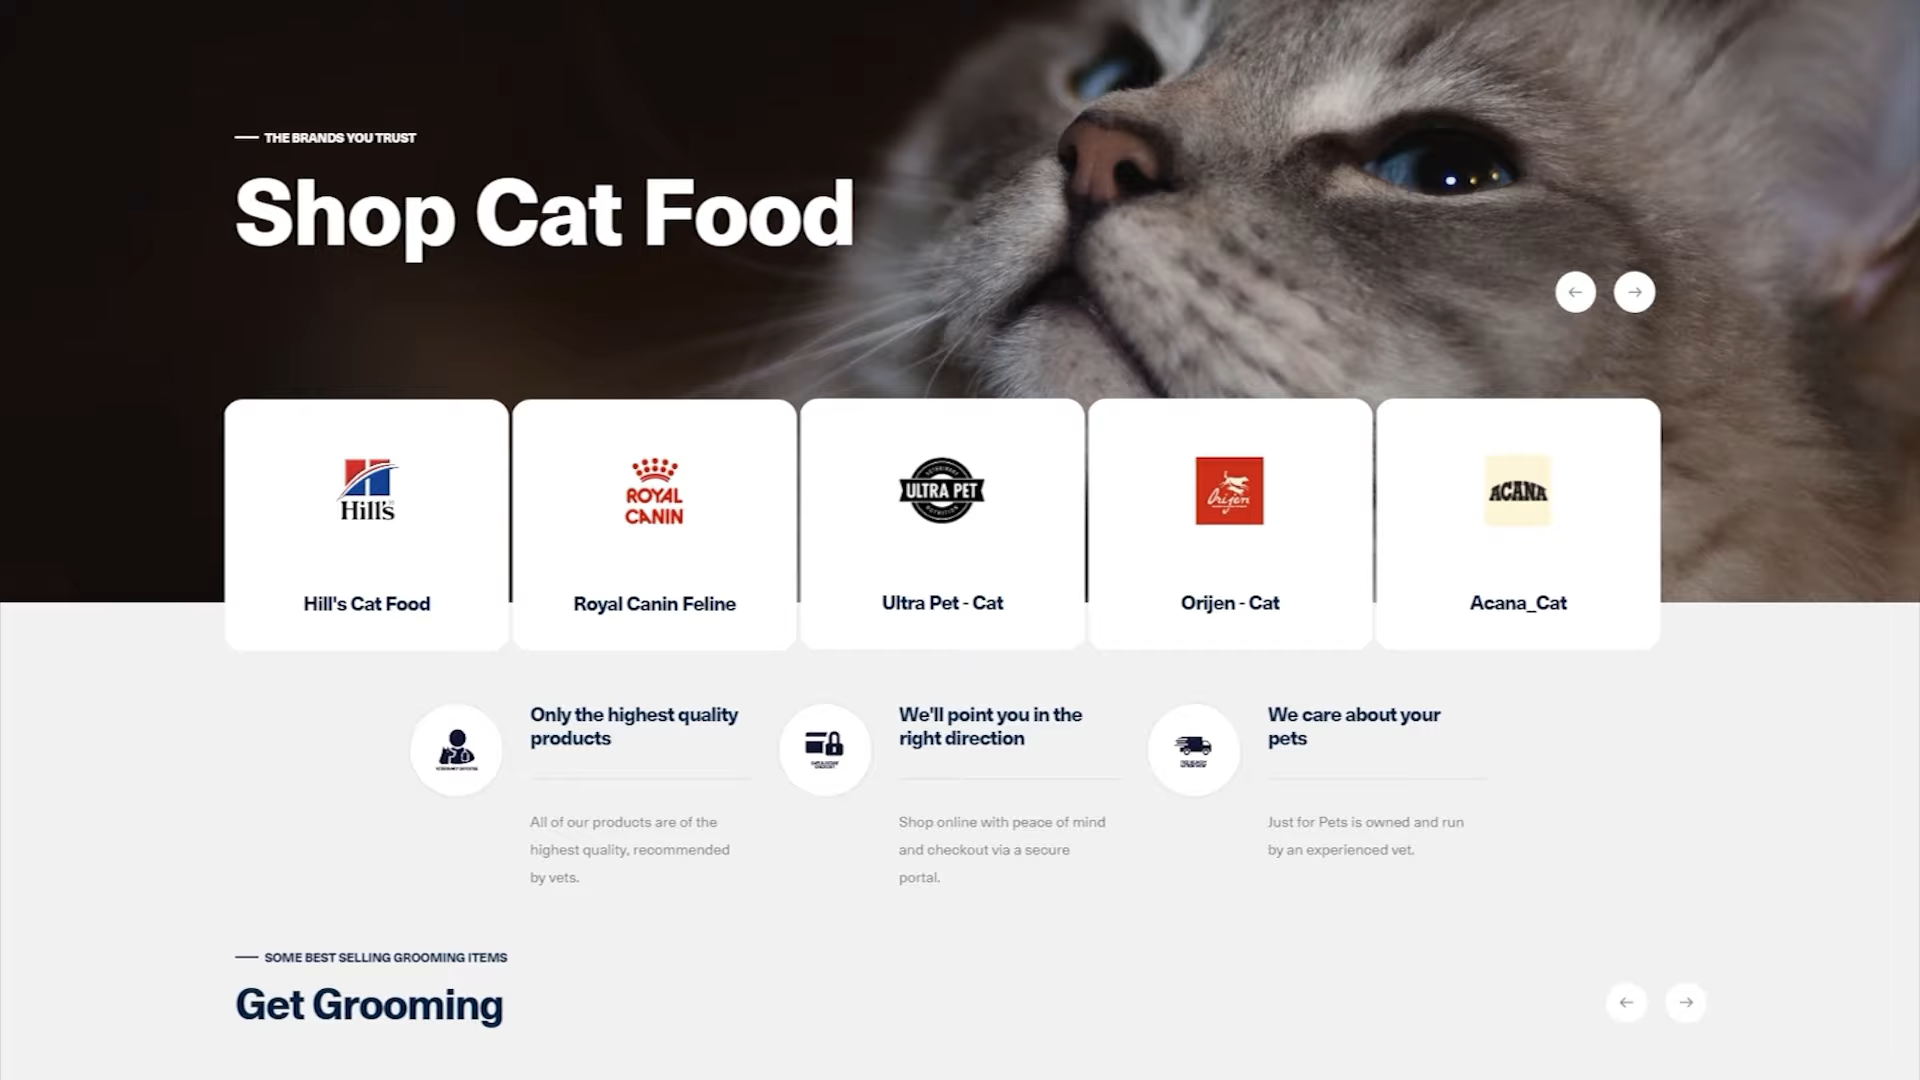 THE BRANDS YOU TRUST
Shop Cat Food
Hill's
ROYAL
CANIN
ULTRA PET
NUTRITION
Orijen
ACANA
Hill's Cat Food
Royal Canin Feline
Ultra Pet - Cat
Orijen - Cat
Acana_Cat
Only the highest quality
products
All of our products are of the
highest quality, recommended
by vets.
We'll point you in the
right direction
Shop online with peace of mind
and checkout via a secure
portal.
We care about your
pets
Just for Pets is owned and run
by an experienced vet.
SOME BEST SELLING GROOMING ITEMS
Get Grooming